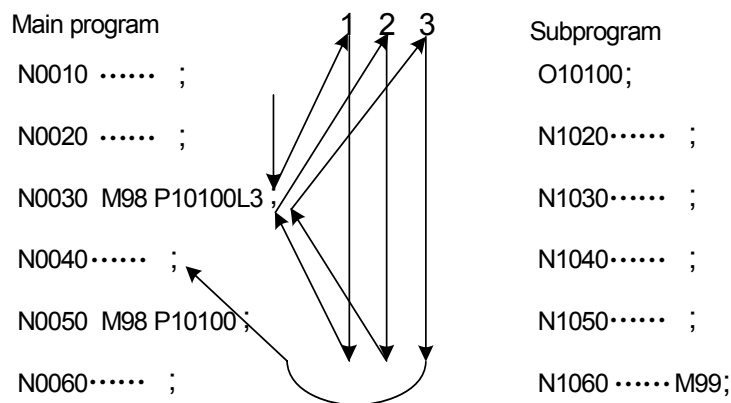 Main program
N0010 ······ ;
N0020 ······ ;
N0030 M98 P10100L3 ;
N0040 ······ ;
N0050 M98 P10100 ;
N0060 ······ ;
1 2 3
Subprogram
O10100;
N1020 ······ ;
N1030 ······ ;
N1040 ······ ;
N1050 ······ ;
N1060 ······ M99;